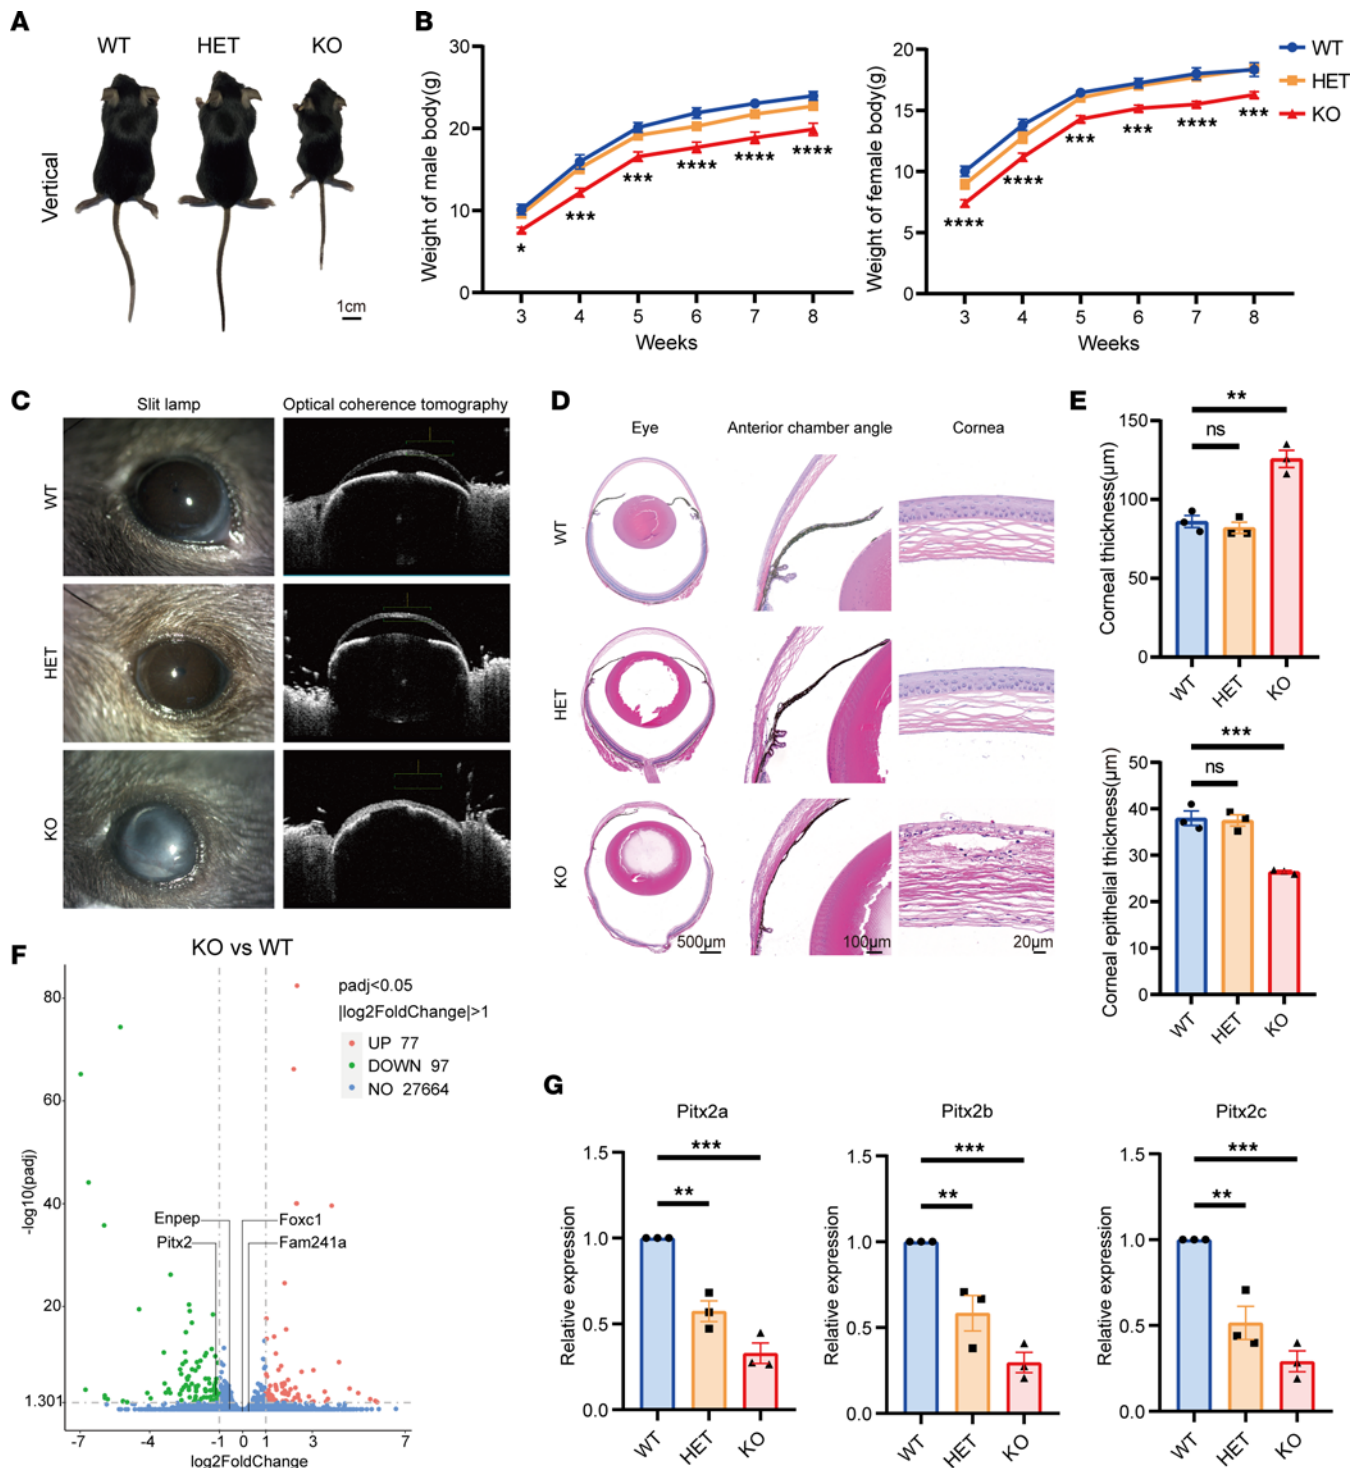 A
WT
HET
KO
Vertical
1cm
B
Weight of male body(g)
30
20
10
0
*
***
***
****
****
****
3
4
5
6
7
8
Weeks
Weight of female body(g)
20
15
10
5
0
****
****
***
***
****
***
3
4
5
6
7
8
Weeks
WT
HET
KO
C
Slit lamp
Optical coherence tomography
WT
HET
KO
D
Eye
Anterior chamber angle
Cornea
WT
HET
KO
500μm
100μm
20μm
E
Corneal thickness(μm)
150
100
50
0
**
ns
WT
HET
KO
Corneal epithelial thickness(μm)
50
40
30
20
10
0
***
ns
WT
HET
KO
F
KO vs WT
padj<0.05
|log2FoldChange|>1
UP 77
DOWN 97
NO 27664
-log10(padj)
80
60
40
20
1.301
Enpep
Foxc1
Pitx2
Fam241a
-7
-4
-1
0
1
3
7
log2FoldChange
G
Pitx2a
Relative expression
1.5
1.0
0.5
0.0
***
**
WT
HET
KO
Pitx2b
Relative expression
1.5
1.0
0.5
0.0
***
**
WT
HET
KO
Pitx2c
Relative expression
1.5
1.0
0.5
0.0
***
**
WT
HET
KO